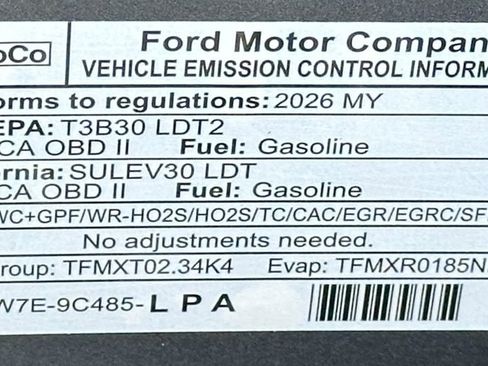 oCo
Ford Motor Compan
VEHICLE EMISSION CONTROL INFORM
orms to regulations: 2026 MY
EPA: T3B30 LDT2
CA OBD II Fuel: Gasoline
rnia: SULEV30 LDT
CA OBD II Fuel: Gasoline
WC+GPF/WR-HO2S/HO2S/TC/CAC/EGR/EGRC/SF
No adjustments needed.
Group: TFMXT02.34K4 Evap: TFMXR0185N
W7E-9C485-LPA